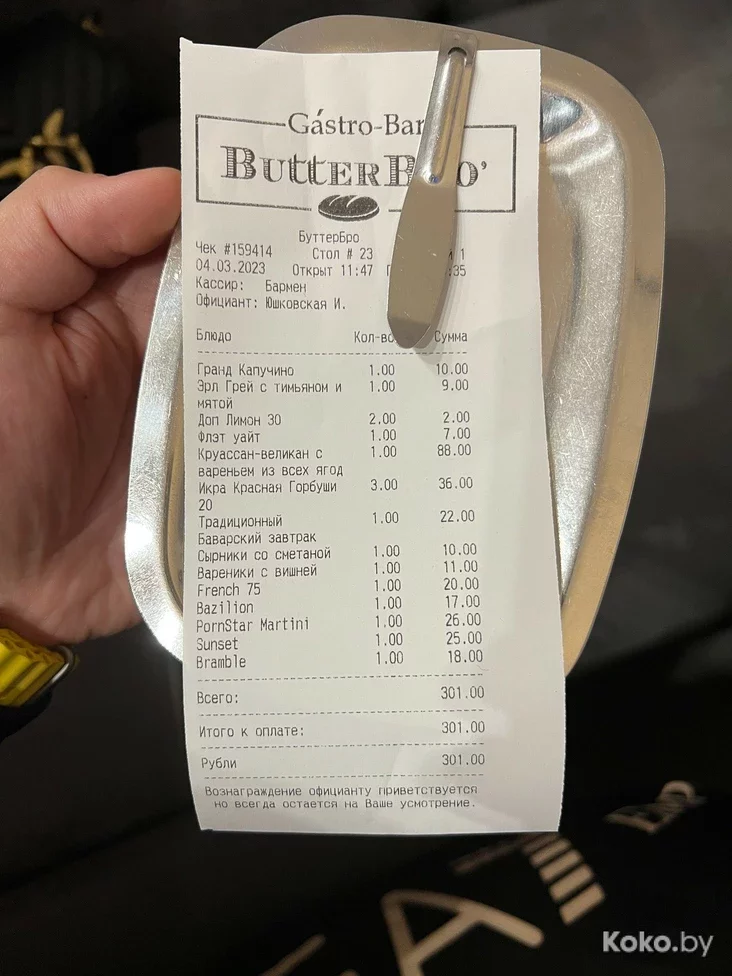 Gástro-Bar
ButterBro'
БуттерБро
Чек #159414 Стол # 23 1
04.03.2023 Открыт 11:47 :35
Кассир: Бармен
Официант: Юшковская И.
Блюдо Кол-во Сумма
Гранд Капучино 1.00 10.00
Эрл Грей с тимьяном и 1.00 9.00
мятой
Доп Лимон 30 2.00 2.00
Флэт уайт 1.00 7.00
Круассан-великан с 1.00 88.00
вареньем из всех ягод
Икра Красная Горбуши 3.00 36.00
20
Традиционный 1.00 22.00
Баварский завтрак
Сырники со сметаной 1.00 10.00
Вареники с вишней 1.00 11.00
French 75 1.00 20.00
Bazilion 1.00 17.00
PornStar Martini 1.00 26.00
Sunset 1.00 25.00
Bramble 1.00 18.00
Всего: 301.00
Итого к оплате: 301.00
Рубли 301.00
Вознаграждение официанту приветствуется
но всегда остается на Ваше усмотрение.
Koko.by